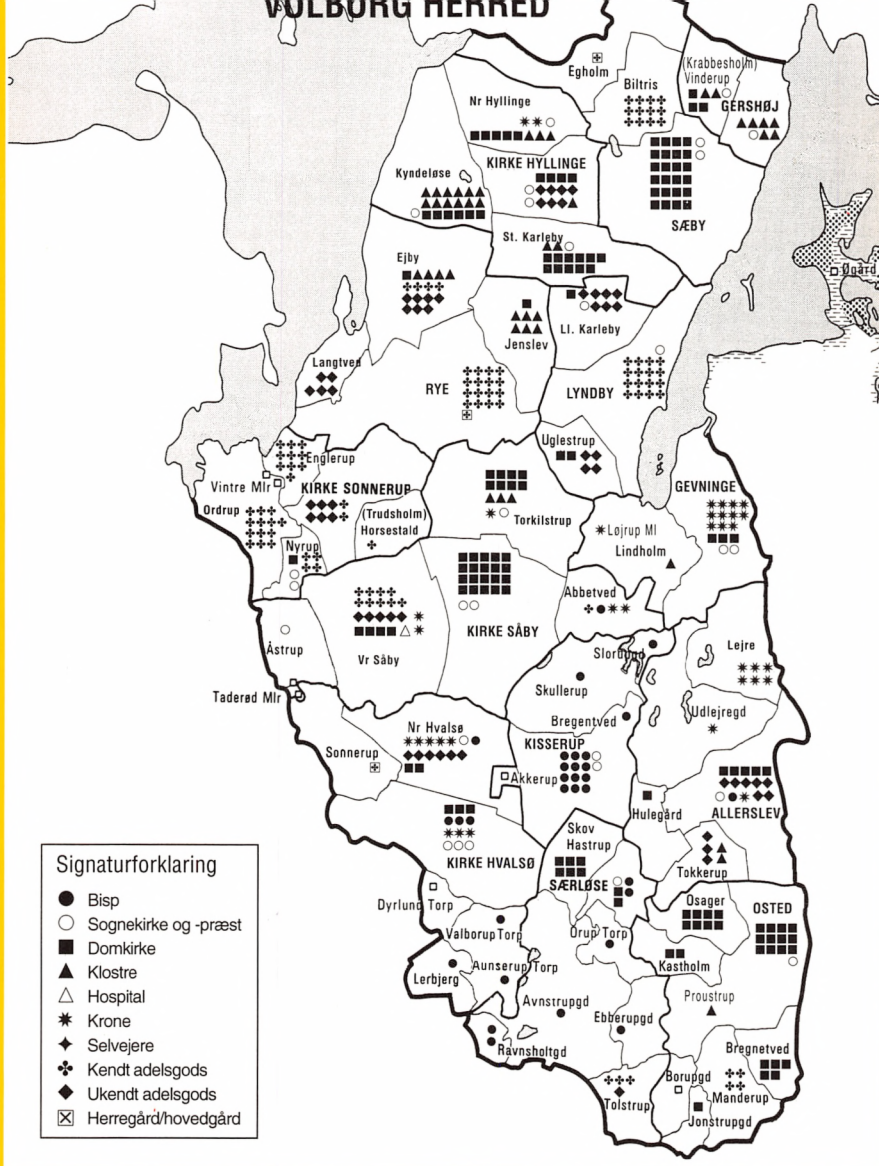 VOLBORG HERRED
Egholm
Biltris
(Krabbesholm)
Vinderup
GERSHØJ
Nr Hyllinge
KIRKE HYLLINGE
Kyndeløse
SÆBY
St. Karleby
Ejby
Øgård
Ll. Karleby
Jenslev
Langtved
RYE
LYNDBY
Uglestrup
Englerup
Vintre Mlr
KIRKE SONNERUP
GEVNINGE
Ordrup
(Trudsholm)
Horsestald
Torkilstrup
Løjrup Ml
Lindholm
Nyrup
Abbetved
KIRKE SÅBY
Åstrup
Vr Såby
Slorupgd
Lejre
Skullerup
Taderød Mlr
Bregentved
Udlejregd
Nr Hvalsø
Sonnerup
KISSERUP
Akkerup
Hulegård
ALLERSLEV
Skov
Hastrup
KIRKE HVALSØ
SÆRLØSE
Tokkerup
Signaturforklaring
Bisp
Sognekirke og -præst
Domkirke
Klostre
Hospital
Krone
Selvejere
Kendt adelsgods
Ukendt adelsgods
Herregård/hovedgård
Dyrlund Torp
Osager
OSTED
Valborup Torp
Orup Torp
Kastholm
Lerbjerg
Aunserup Torp
Avnstrupgd
Ebberupgd
Proustrup
Ravnsholtgd
Bregnetved
Borupgd
Manderup
Tolstrup
Jonstrupgd